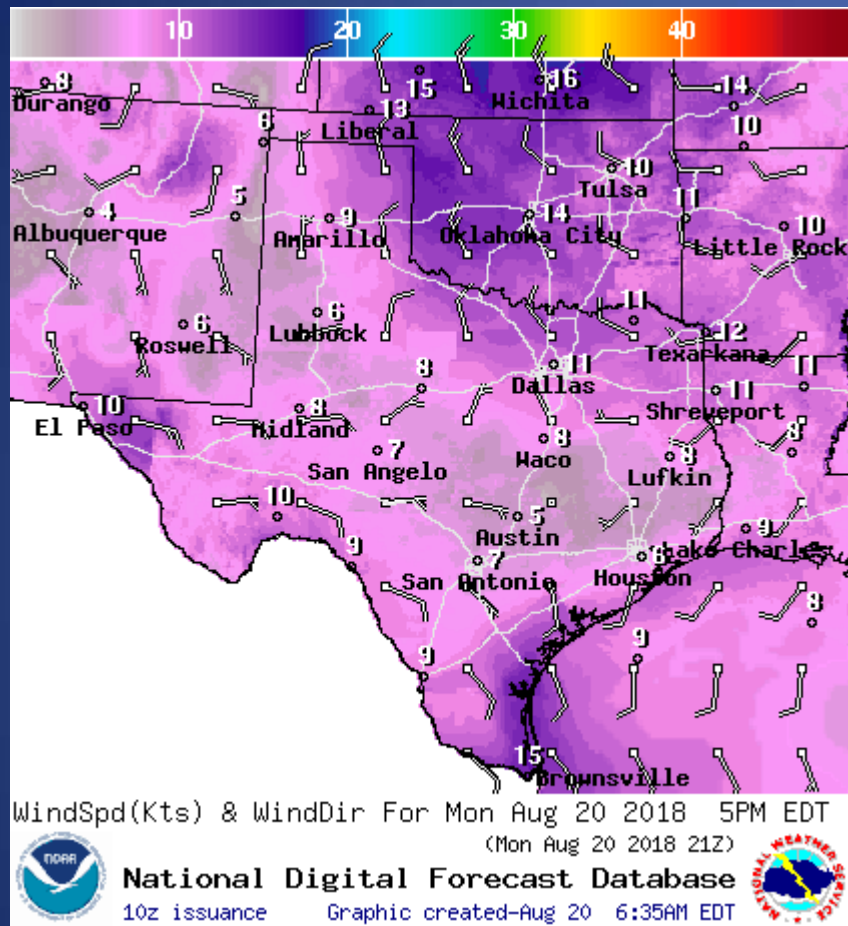 10 20 30 40
8
Durango
15
16
Wichita
14
13
Liberal
6
10
10
Tulsa
4
5
9
14
11
10
Albuquerque
Amarillo
Oklahoma City
Little Rock
6
6
11
12
Roswell
Lubbock
Texarkana
8
11
11
Dallas
11
Shreveport
10
8
El Paso
Midland
7
8
8
8
San Angelo
Waco
Lufkin
10
5
9
Austin
Lake Charles
9
7
6
San Antonio
Houston
8
9
9
15
Brownsville
WindSpd(Kts) & WindDir For Mon Aug 20 2018 5PM EDT
(Mon Aug 20 2018 21Z)
National Digital Forecast Database
10z issuance Graphic created-Aug 20 6:35AM EDT
NOAA
NATIONAL WEATHER SERVICE